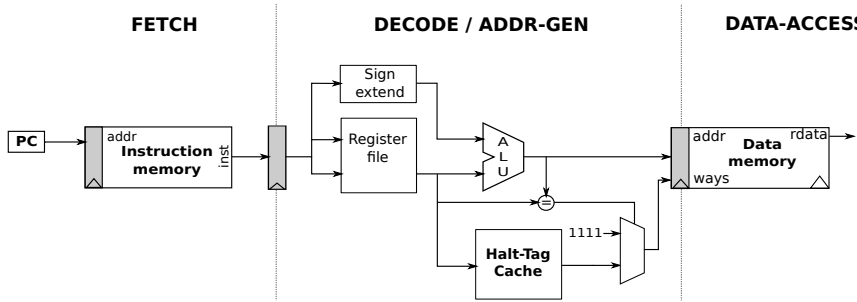 FETCH
DECODE / ADDR-GEN
DATA-ACCESS
Sign
extend
PC
addr
Instruction
memory
inst
Register
file
ALU
addr
rdata
Data
memory
ways
=
1111
Halt-Tag
Cache